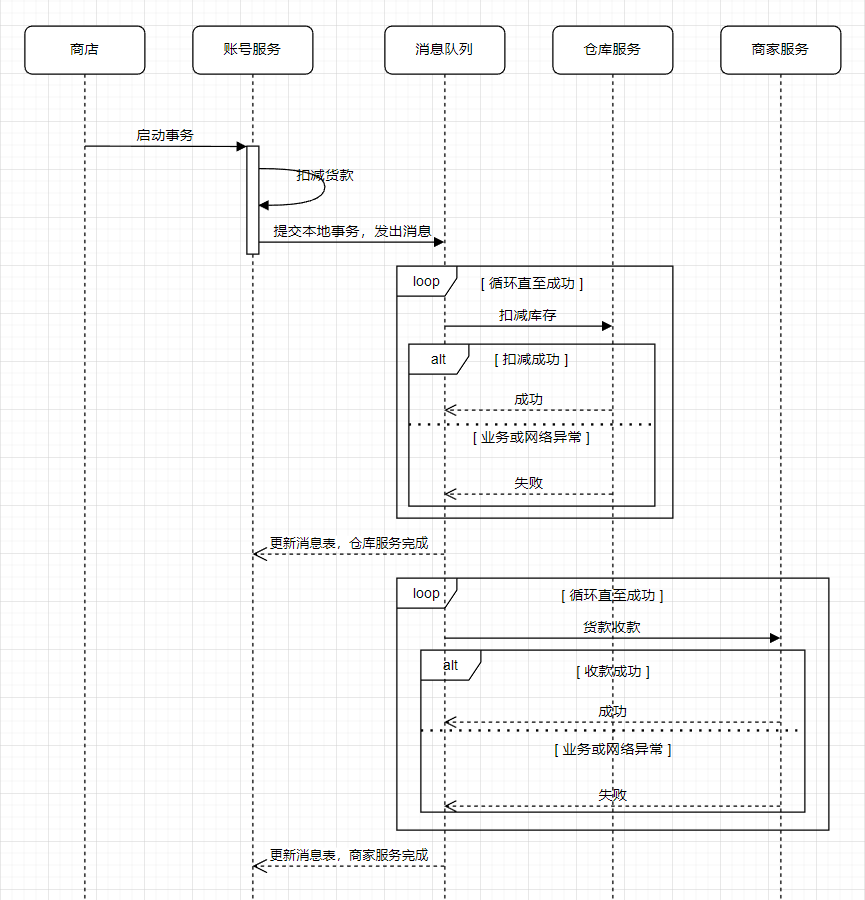 商店
账号服务
消息队列
仓库服务
商家服务
启动事务
扣减货款
提交本地事务，发出消息
loop
[ 循环直至成功 ]
扣减库存
alt
[ 扣减成功 ]
成功
[ 业务或网络异常 ]
失败
更新消息表，仓库服务完成
loop
[ 循环直至成功 ]
货款收款
alt
[ 收款成功 ]
成功
[ 业务或网络异常 ]
失败
更新消息表，商家服务完成